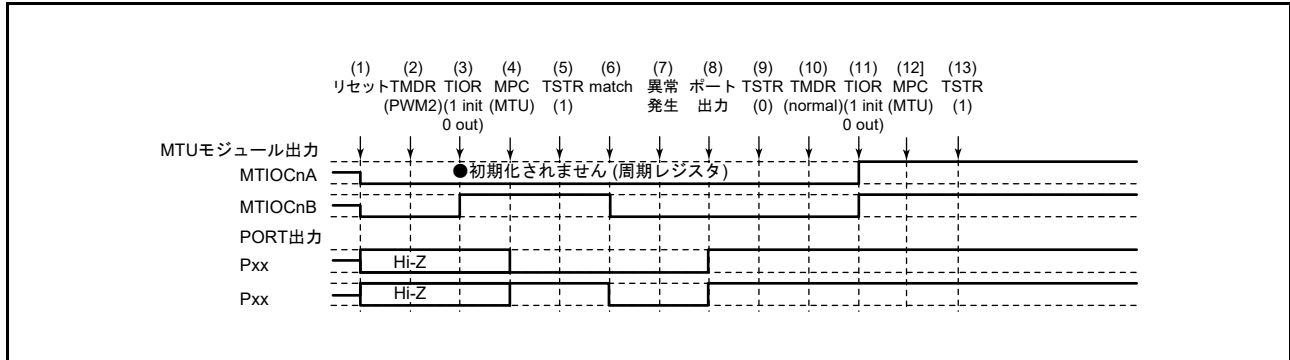 (1) (2) (3) (4) (5) (6) (7) (8) (9) (10) (11) (12] (13)
リセット TMDR TIOR MPC TSTR match 異常 ポート TSTR TMDR TIOR MPC TSTR
(PWM2) (1 init (MTU) (1) 発生 出力 (0) (normal) (1 init (MTU) (1)
0 out) 0 out)
MTUモジュール出力
●初期化されません (周期レジスタ)
MTIOCnA
MTIOCnB
PORT出力
Pxx Hi-Z
Pxx Hi-Z